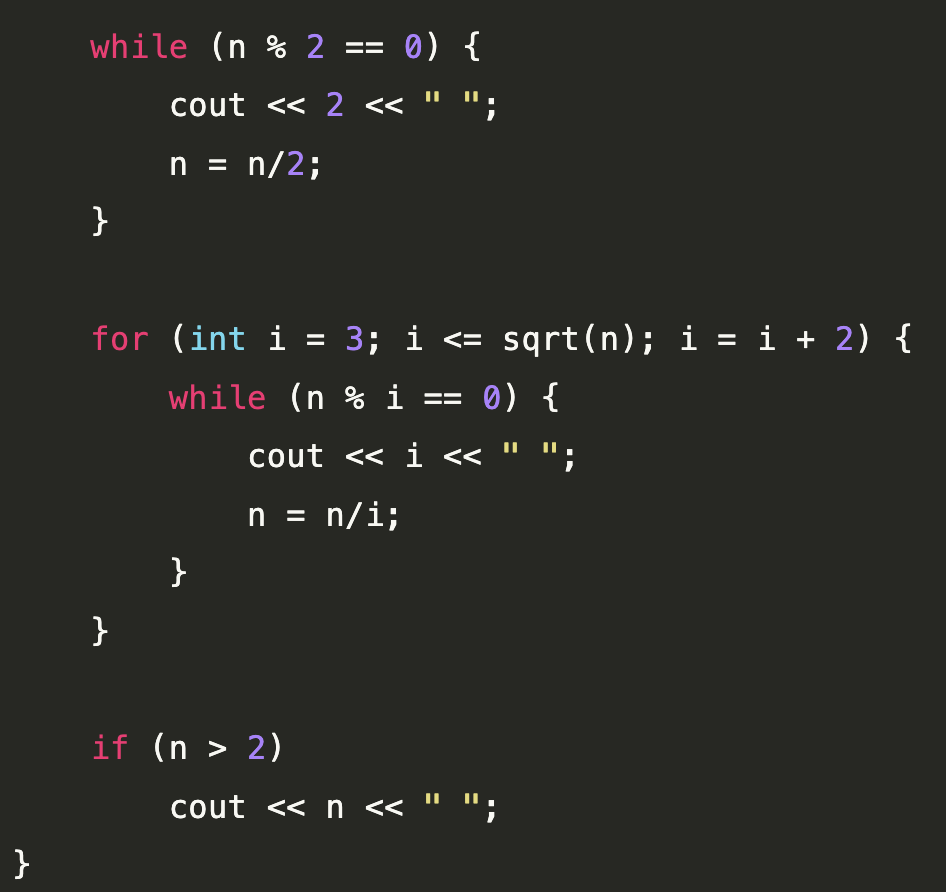 while (n % 2 == 0) {
        cout << 2 << " ";
        n = n/2;
    }

    for (int i = 3; i <= sqrt(n); i = i + 2) {
        while (n % i == 0) {
            cout << i << " ";
            n = n/i;
        }
    }

    if (n > 2)
        cout << n << " ";
}